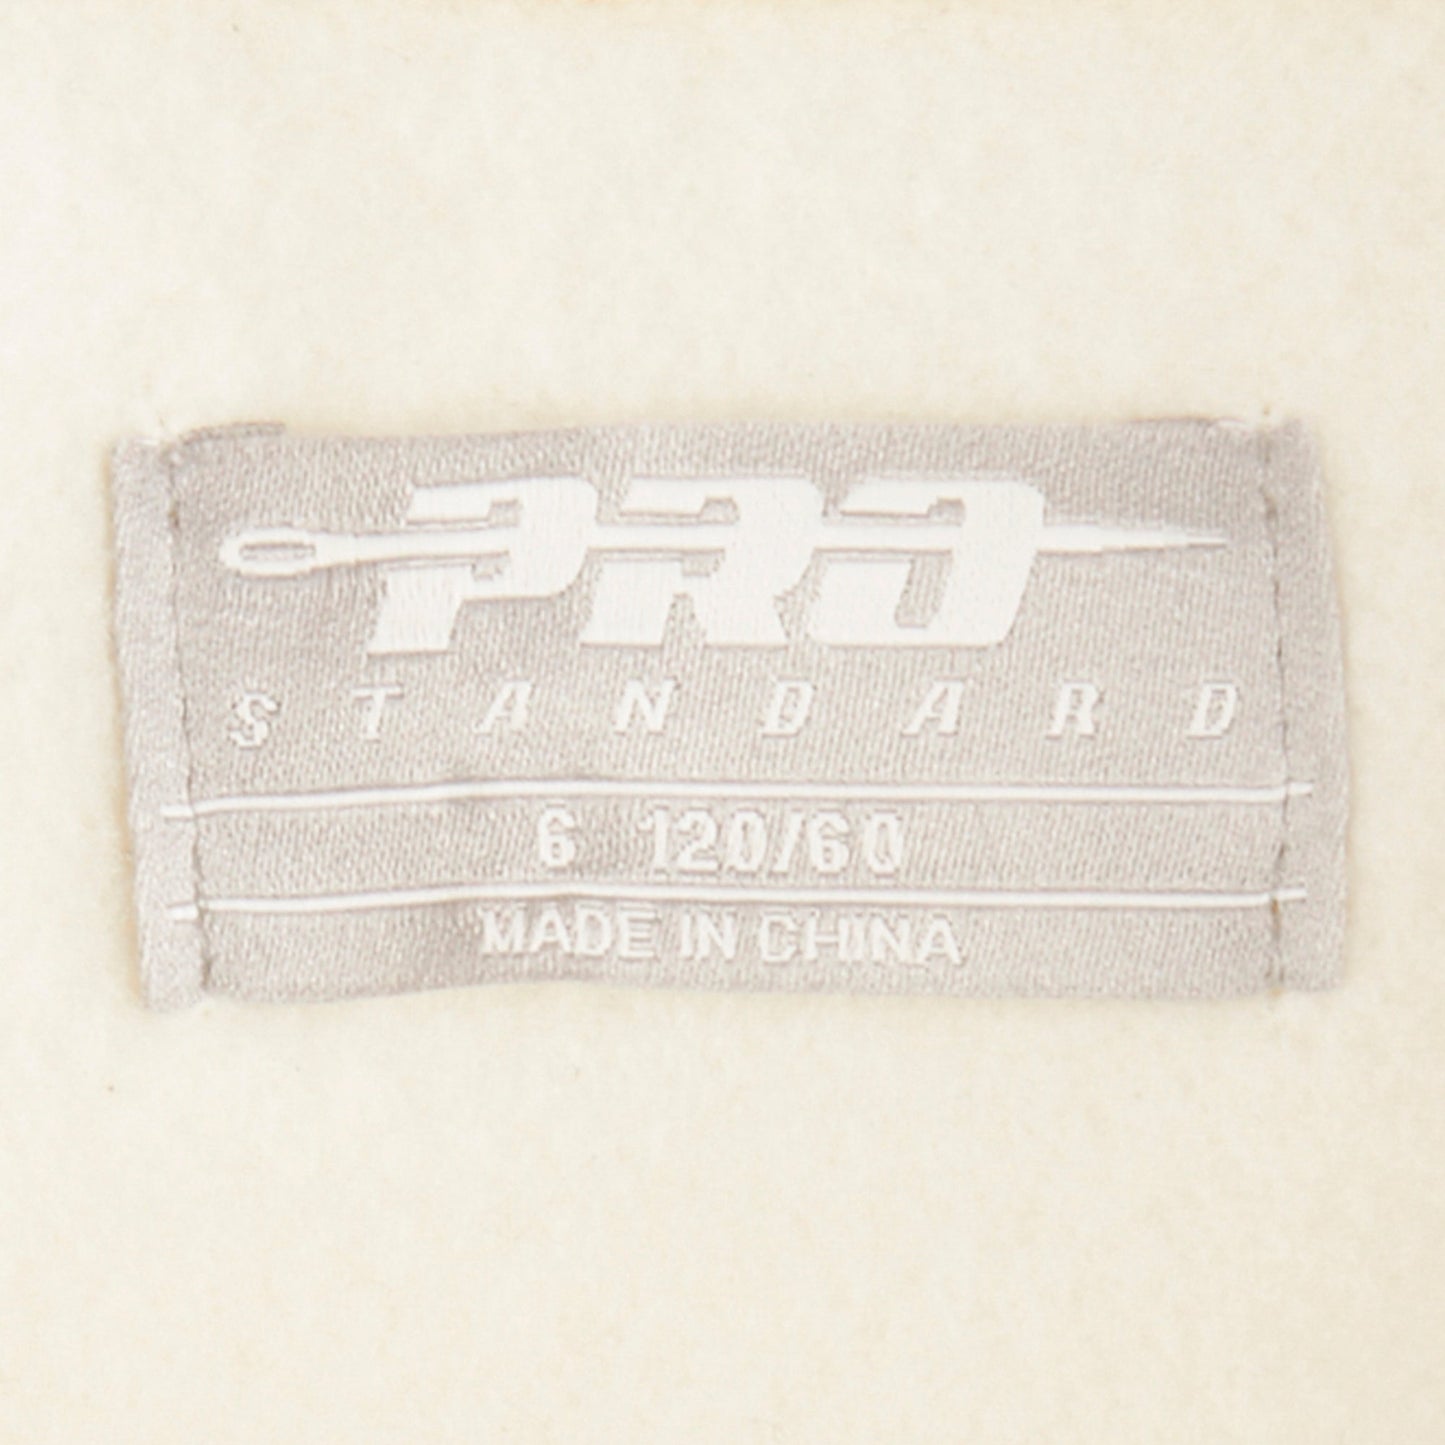 PRO
STANDARD
6 120/60
MADE IN CHINA